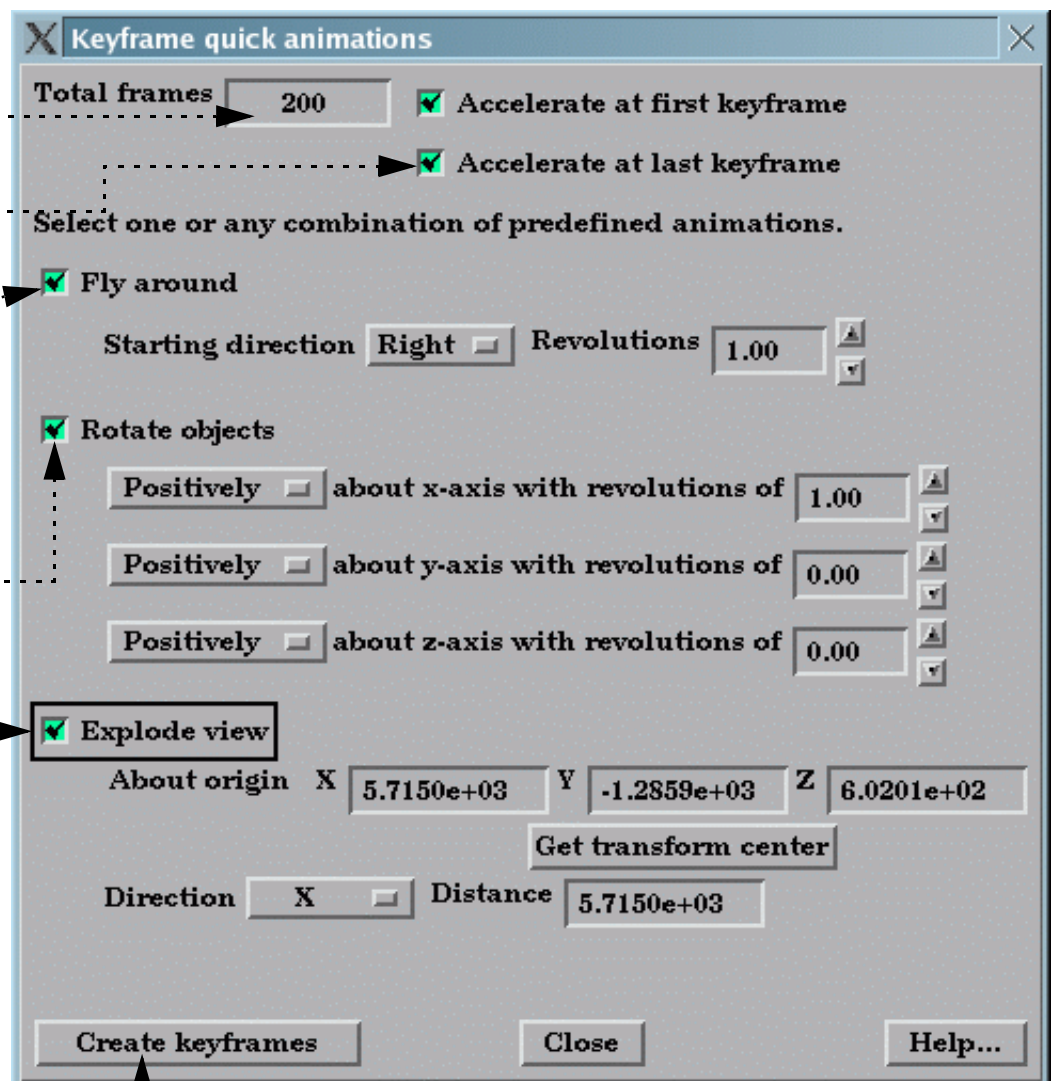 Keyframe quick animations
Total frames 200 Accelerate at first keyframe
Accelerate at last keyframe
Select one or any combination of predefined animations.
Fly around
Starting direction Right Revolutions 1.00
Rotate objects
Positively about x-axis with revolutions of 1.00
Positively about y-axis with revolutions of 0.00
Positively about z-axis with revolutions of 0.00
Explode view
About origin X 5.7150e+03 Y -1.2859e+03 Z 6.0201e+02
Get transform center
Direction X Distance 5.7150e+03
Create keyframes Close Help...